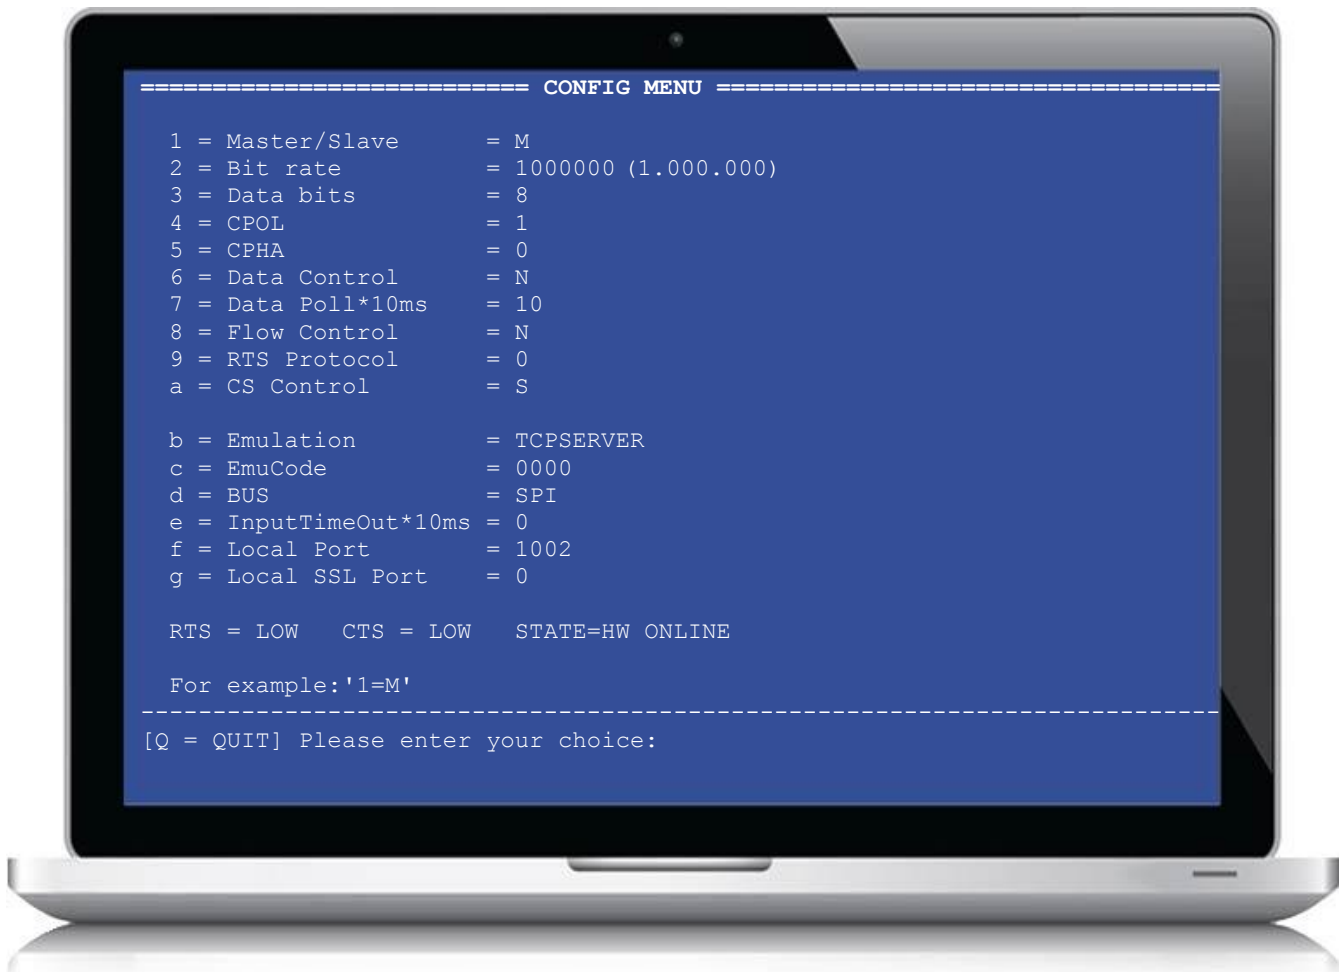 =========================== CONFIG MENU ===================================
1 = Master/Slave = M
2 = Bit rate = 1000000 (1.000.000)
3 = Data bits = 8
4 = CPOL = 1
5 = CPHA = 0
6 = Data Control = N
7 = Data Poll*10ms = 10
8 = Flow Control = N
9 = RTS Protocol = 0
a = CS Control = S
b = Emulation = TCPSERVER
c = EmuCode = 0000
d = BUS = SPI
e = InputTimeOut*10ms = 0
f = Local Port = 1002
g = Local SSL Port = 0
RTS = LOW CTS = LOW STATE=HW ONLINE
For example:'1=M'
---------------------------------------------------------------------------
[Q = QUIT] Please enter your choice: